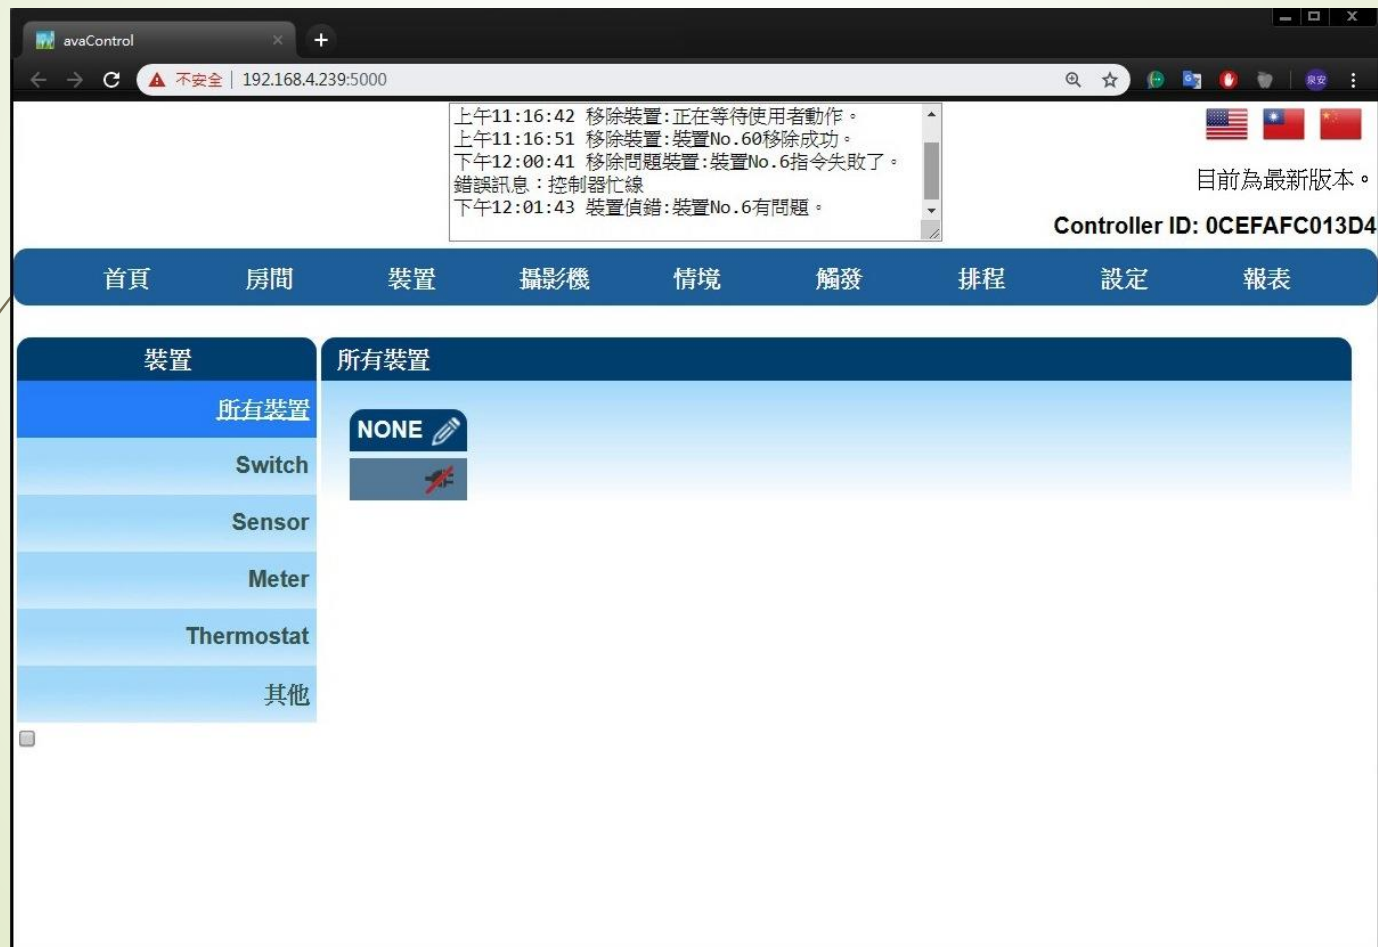 avaControl
不安全 | 192.168.4.239:5000
泉安
上午11:16:42 移除裝置:正在等待使用者動作。
上午11:16:51 移除裝置:裝置No.60移除成功。
下午12:00:41 移除問題裝置:裝置No.6指令失敗了。
錯誤訊息：控制器忙線
下午12:01:43 裝置偵錯:裝置No.6有問題。
目前為最新版本。
Controller ID: 0CEFAFC013D4
首頁 房間 裝置 攝影機 情境 觸發 排程 設定 報表
裝置
所有裝置
Switch
Sensor
Meter
Thermostat
其他
所有裝置
NONE